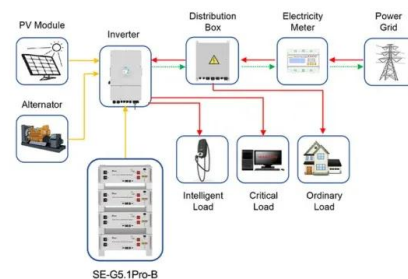 PV Module
Inverter
Distribution
Box
Electricity
Meter
Power
Grid
Alternator
Intelligent
Load
Critical
Load
Ordinary
Load
SE-G5.1Pro-B